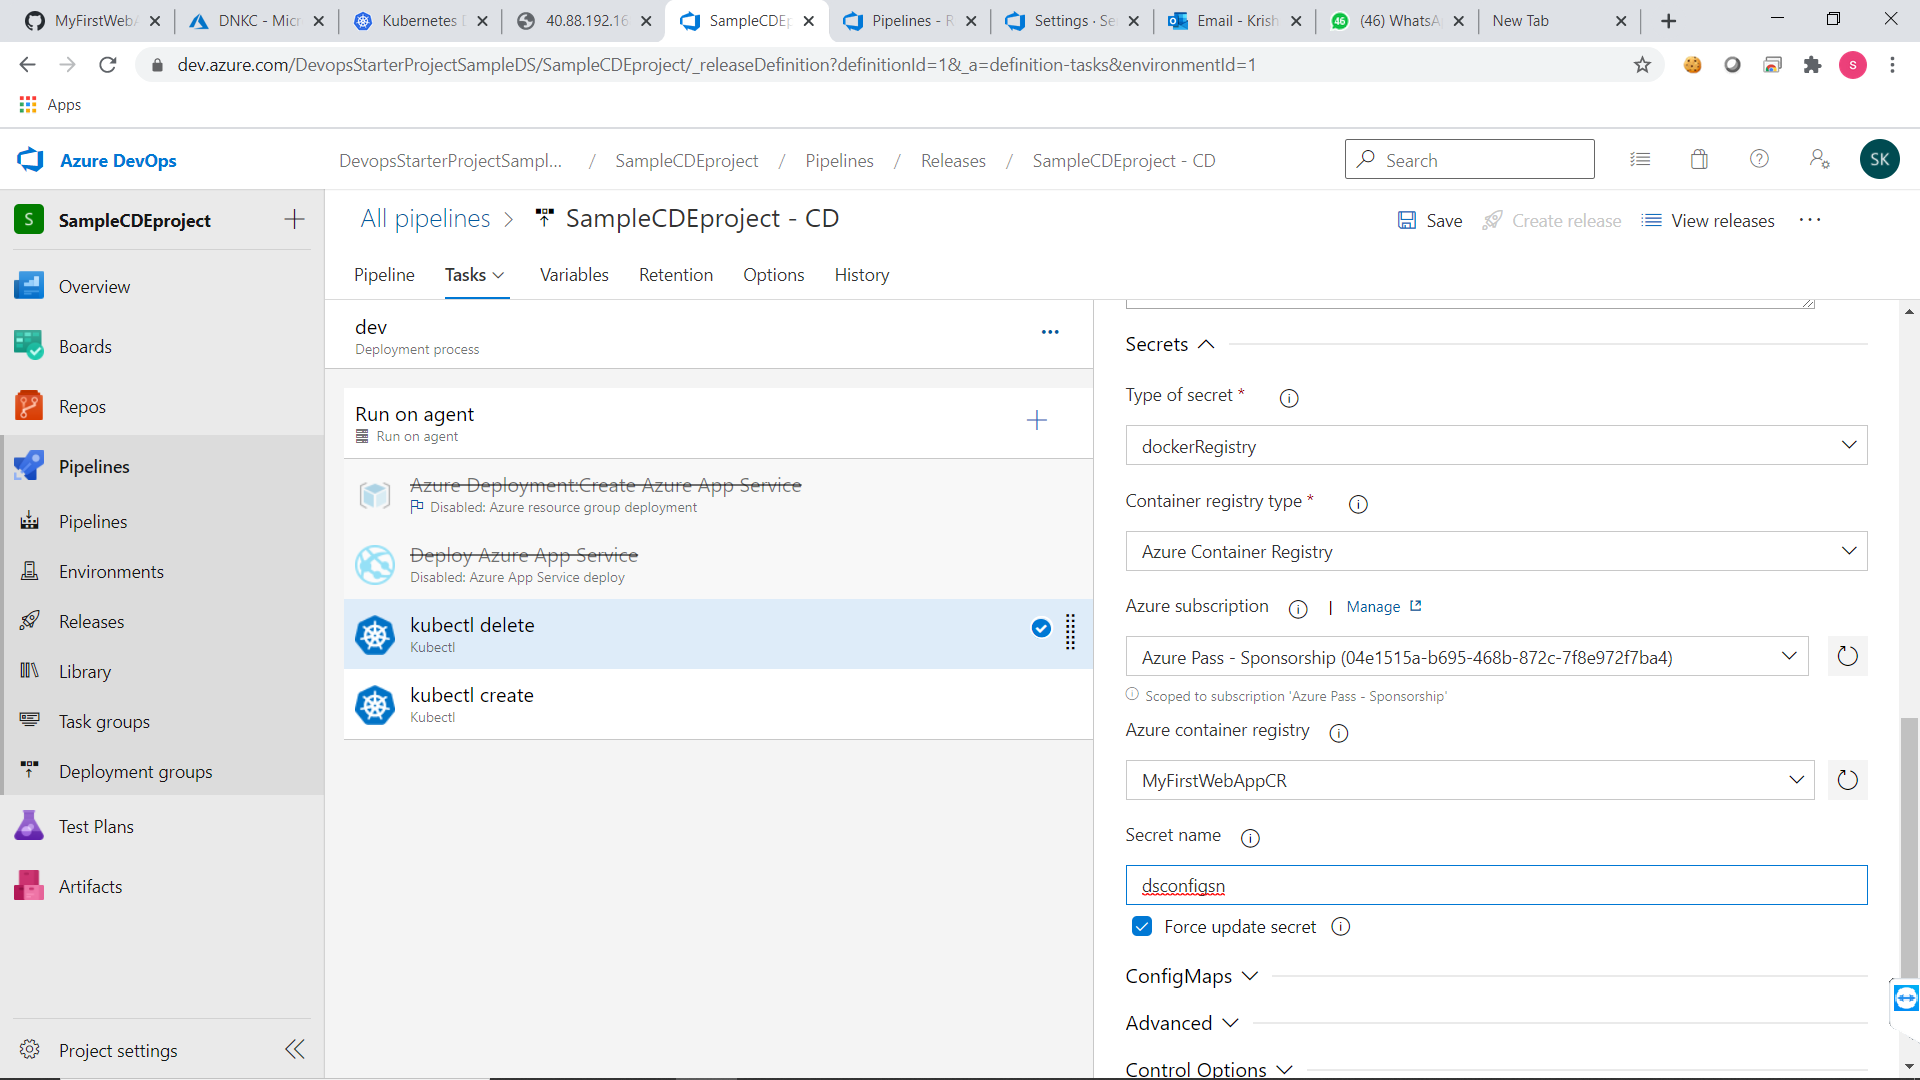 MyFirstWebA
DNKC - Micr
Kubernetes D
40.88.192.16
SampleCDEp
Pipelines - R
Settings · Se
Email - Krish
(46) WhatsA
New Tab
dev.azure.com/DevopsStarterProjectSampleDS/SampleCDEproject/_releaseDefinition?definitionId=1&_a=definition-tasks&environmentId=1
S
Apps
Azure DevOps
DevopsStarterProjectSampl... / SampleCDEproject / Pipelines / Releases / SampleCDEproject - CD
Search
SK
S SampleCDEproject
Overview
Boards
Repos
Pipelines
Pipelines
Environments
Releases
Library
Task groups
Deployment groups
Test Plans
Artifacts
Project settings
All pipelines > SampleCDEproject - CD
Save
Create release
View releases
Pipeline
Tasks
Variables
Retention
Options
History
dev
Deployment process
Run on agent
Run on agent
Azure Deployment:Create Azure App Service
Disabled: Azure resource group deployment
Deploy Azure App Service
Disabled: Azure App Service deploy
kubectl delete
Kubectl
kubectl create
Kubectl
Secrets
Type of secret *
dockerRegistry
Container registry type *
Azure Container Registry
Azure subscription | Manage
Azure Pass - Sponsorship (04e1515a-b695-468b-872c-7f8e972f7ba4)
Scoped to subscription 'Azure Pass - Sponsorship'
Azure container registry
MyFirstWebAppCR
Secret name
dsconfigsn
Force update secret
ConfigMaps
Advanced
Control Options